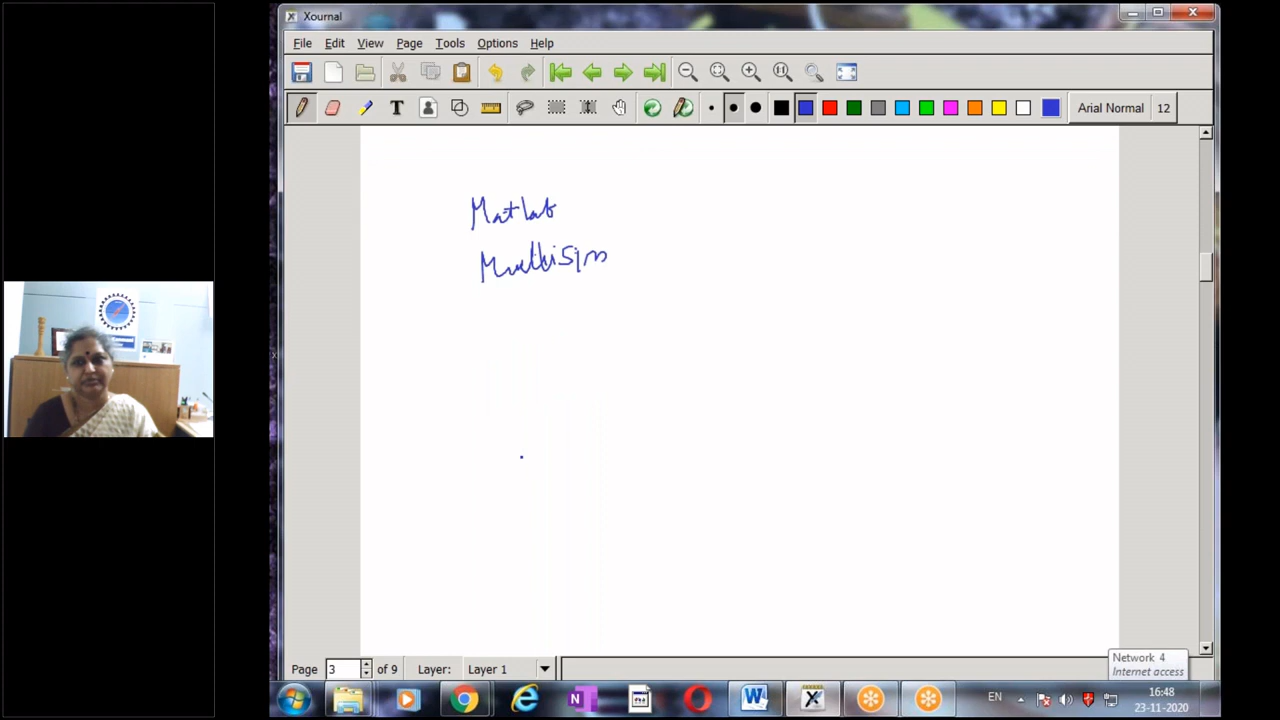 Xournal
File Edit View Page Tools Options Help
Arial Normal 12
Matlab
MultiSim
Page 3 of 9 Layer: Layer 1
Network 4
Internet access
EN 16:48
23-11-2020